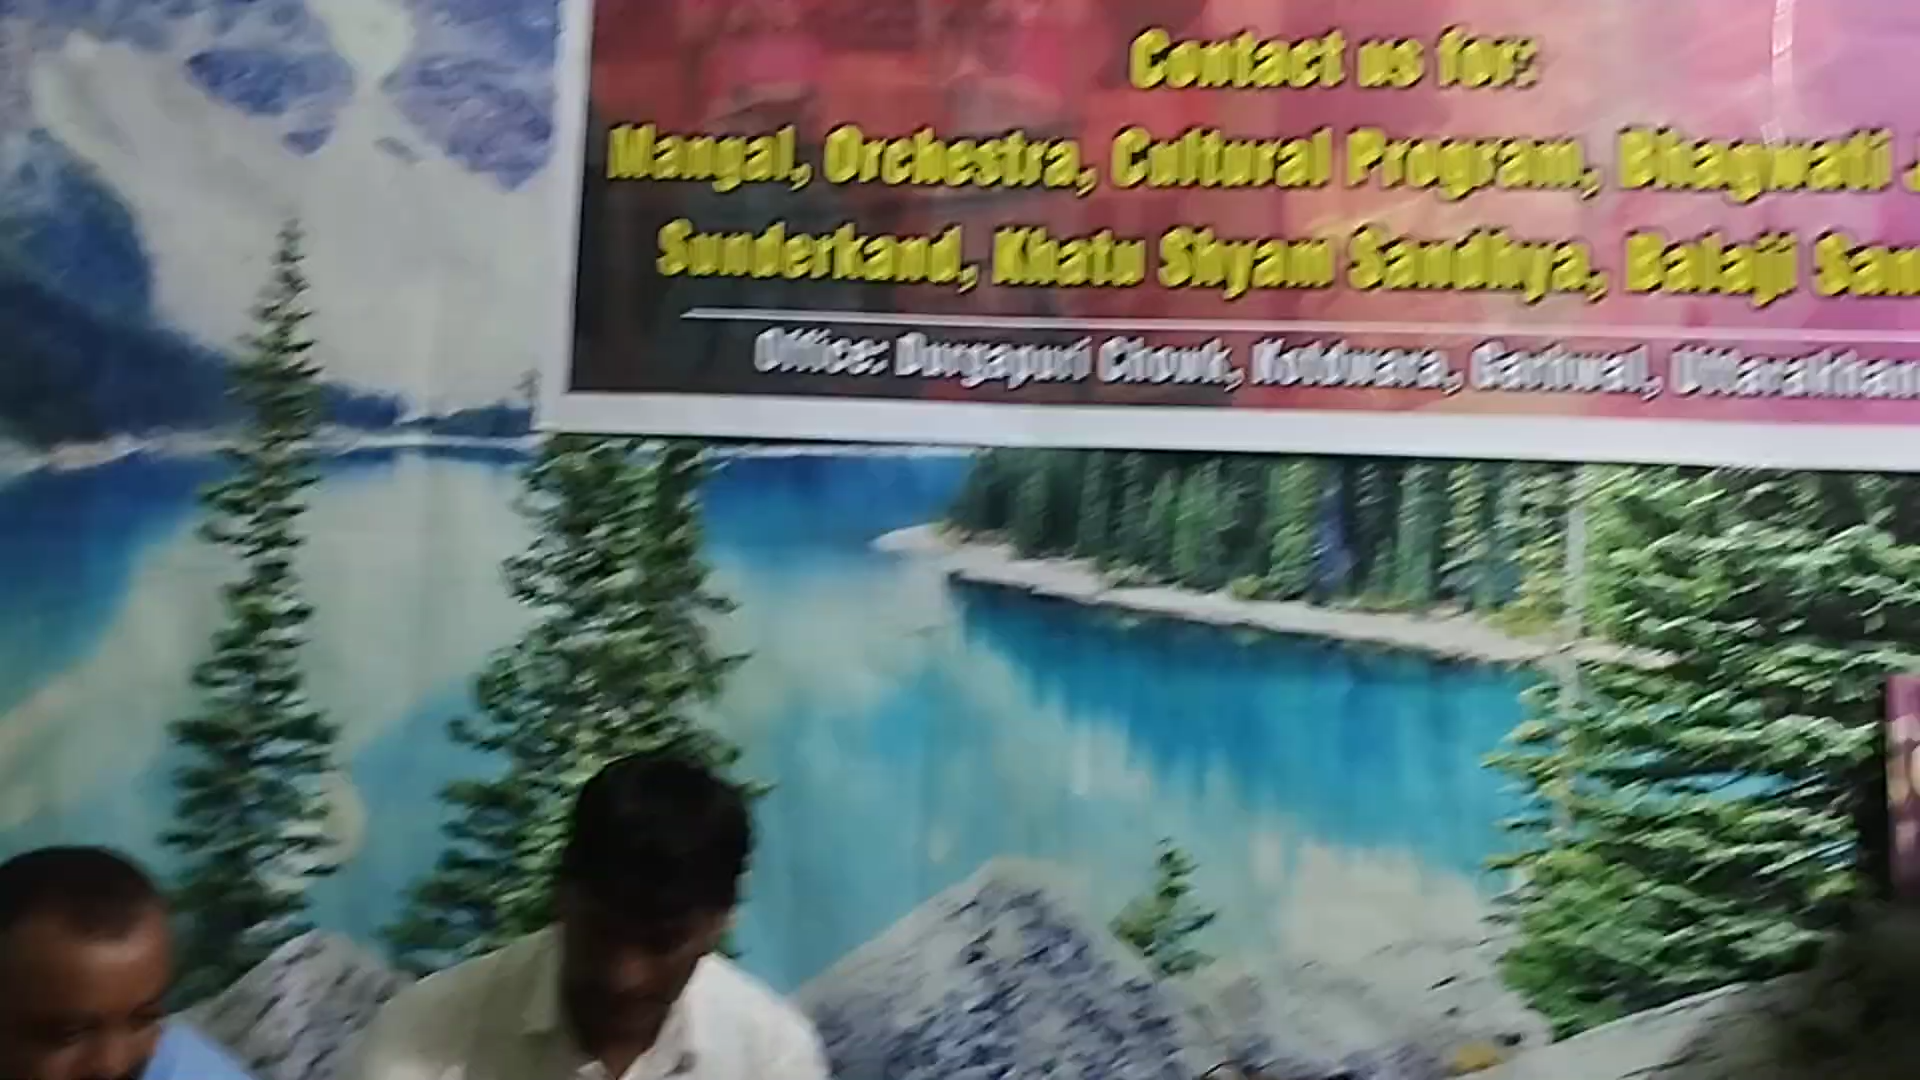 Contact us for:
Mangal, Orchestra, Cultural Program, Bhagwati
Sunderkand, Khatu Shyam Sandhya, Balaji
Office: Durgapuri Chowk, Kotdwara, Garhwal,